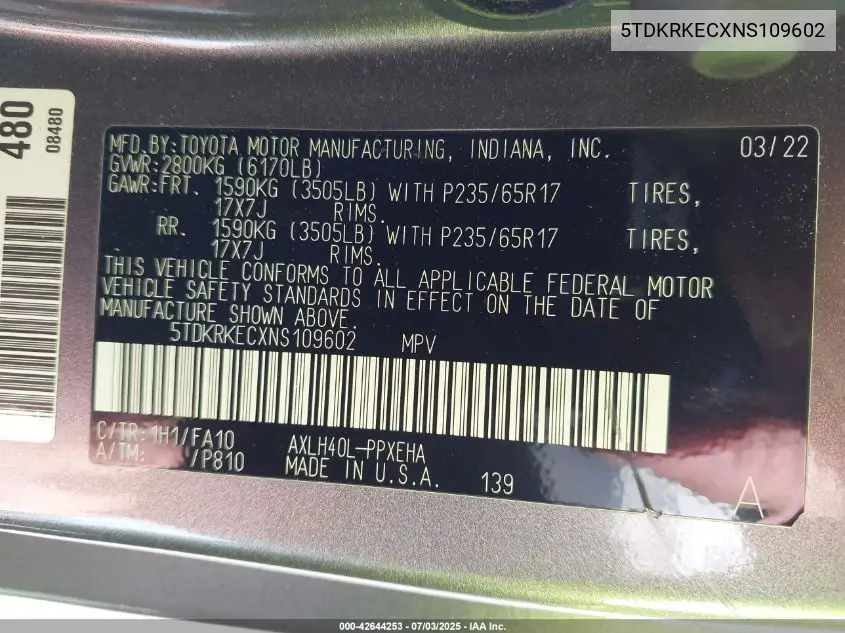 5TDKRKECXNS109602
480
08480
MFD.BY:TOYOTA MOTOR MANUFACTURING, INDIANA, INC. 03/22
GVWR:2800KG (6170LB)
GAWR:FRT. 1590KG (3505LB) WITH P235/65R17 TIRES,
17X7J RIMS.
RR. 1590KG (3505LB) WITH P235/65R17 TIRES,
17X7J RIMS.
THIS VEHICLE CONFORMS TO ALL APPLICABLE FEDERAL MOTOR
VEHICLE SAFETY STANDARDS IN EFFECT ON THE DATE OF
MANUFACTURE SHOWN ABOVE.
5TDKRKECXNS109602 MPV
C/TR:1H1/FA10 AXLH40L-PPXEHA
A/TM: /P810 MADE IN U.S.A. 139
A
000-42644253 - 07/03/2025 - IAA Inc.